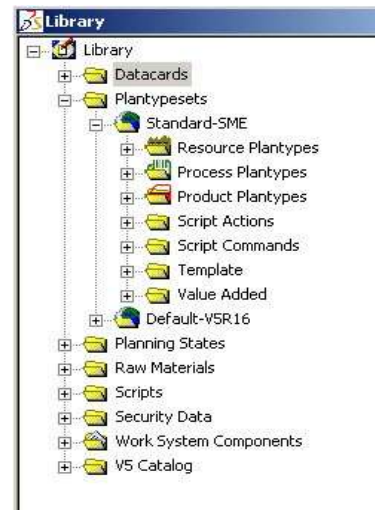 Library
Library
Datacards
Plantypesets
Standard-SME
Resource Plantypes
Process Plantypes
Product Plantypes
Script Actions
Script Commands
Template
Value Added
Default-V5R16
Planning States
Raw Materials
Scripts
Security Data
Work System Components
V5 Catalog